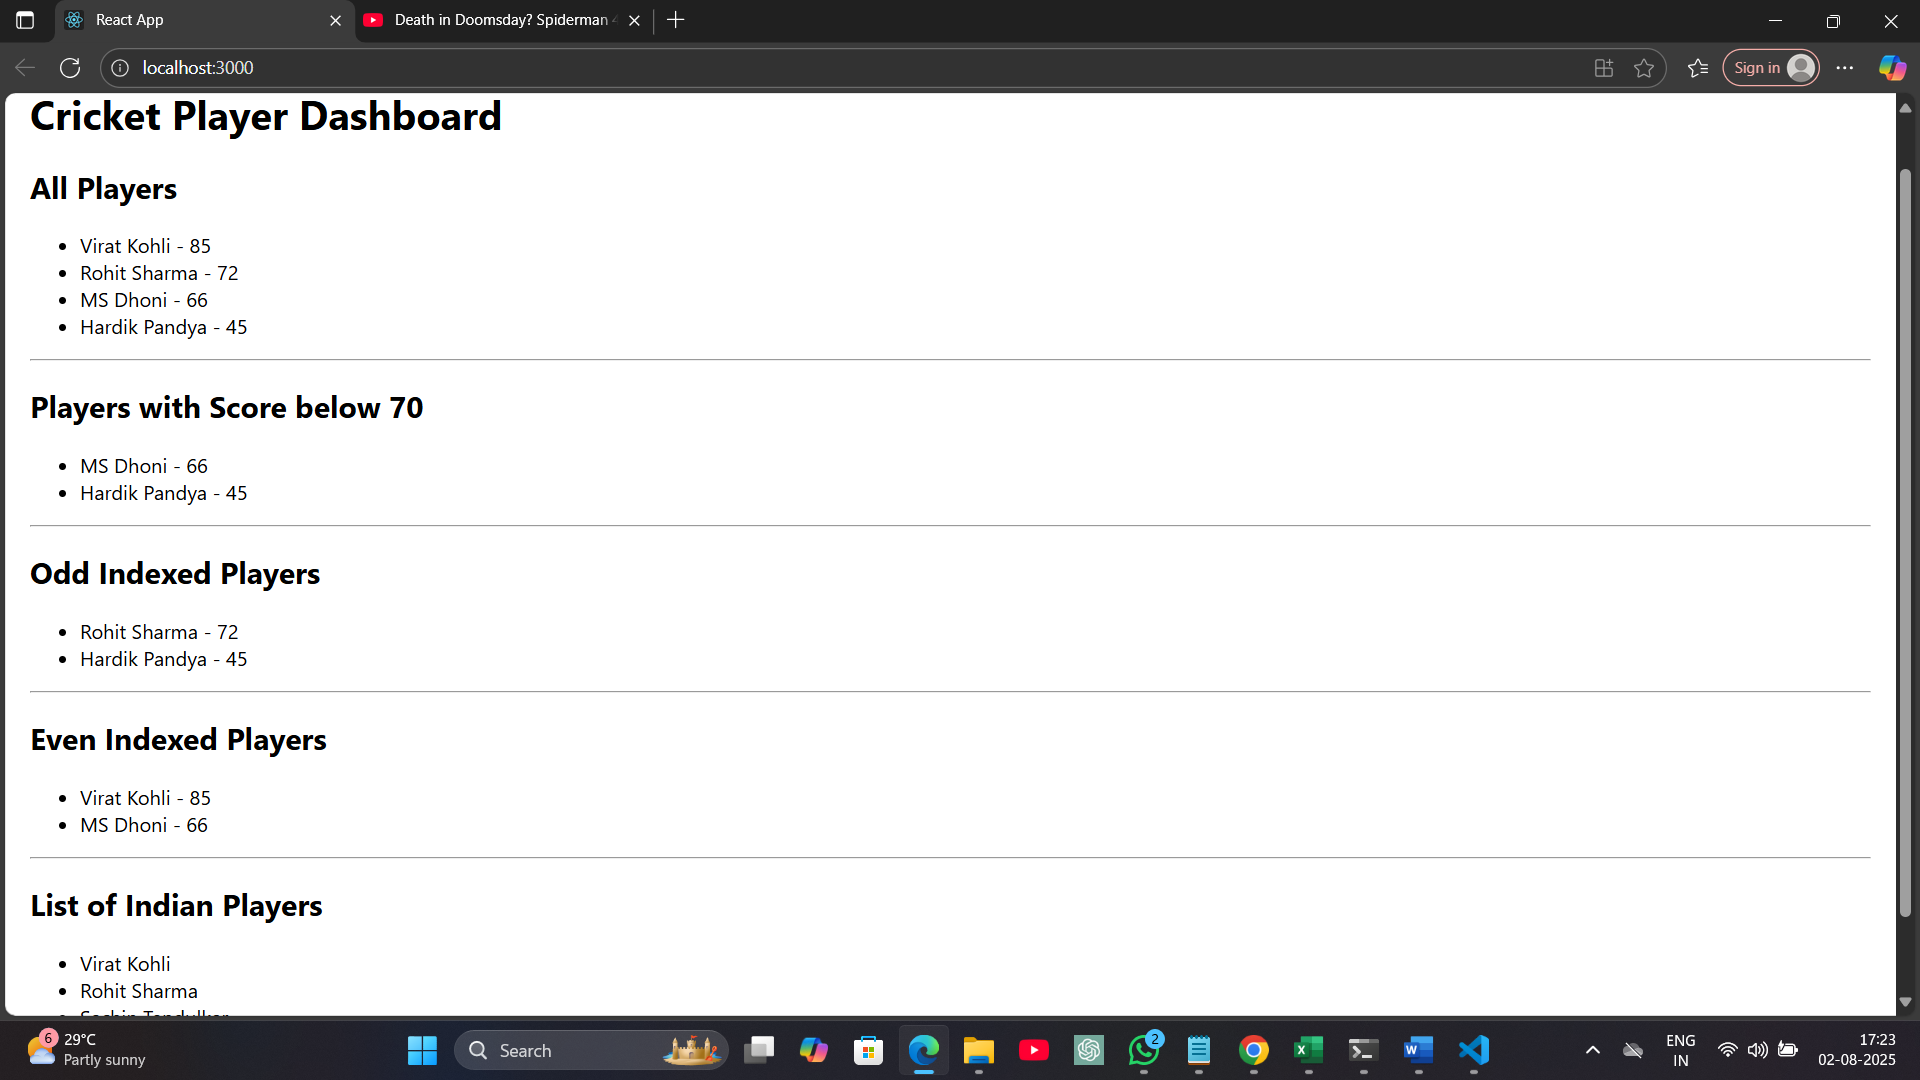 React App
Death in Doomsday? Spiderman
localhost:3000
Sign in
Cricket Player Dashboard
All Players
Virat Kohli - 85
Rohit Sharma - 72
MS Dhoni - 66
Hardik Pandya - 45
Players with Score below 70
MS Dhoni - 66
Hardik Pandya - 45
Odd Indexed Players
Rohit Sharma - 72
Hardik Pandya - 45
Even Indexed Players
Virat Kohli - 85
MS Dhoni - 66
List of Indian Players
Virat Kohli
Rohit Sharma
Sachin Tendulkar
6
29°C
Partly sunny
Search
2
ENG
IN
17:23
02-08-2025